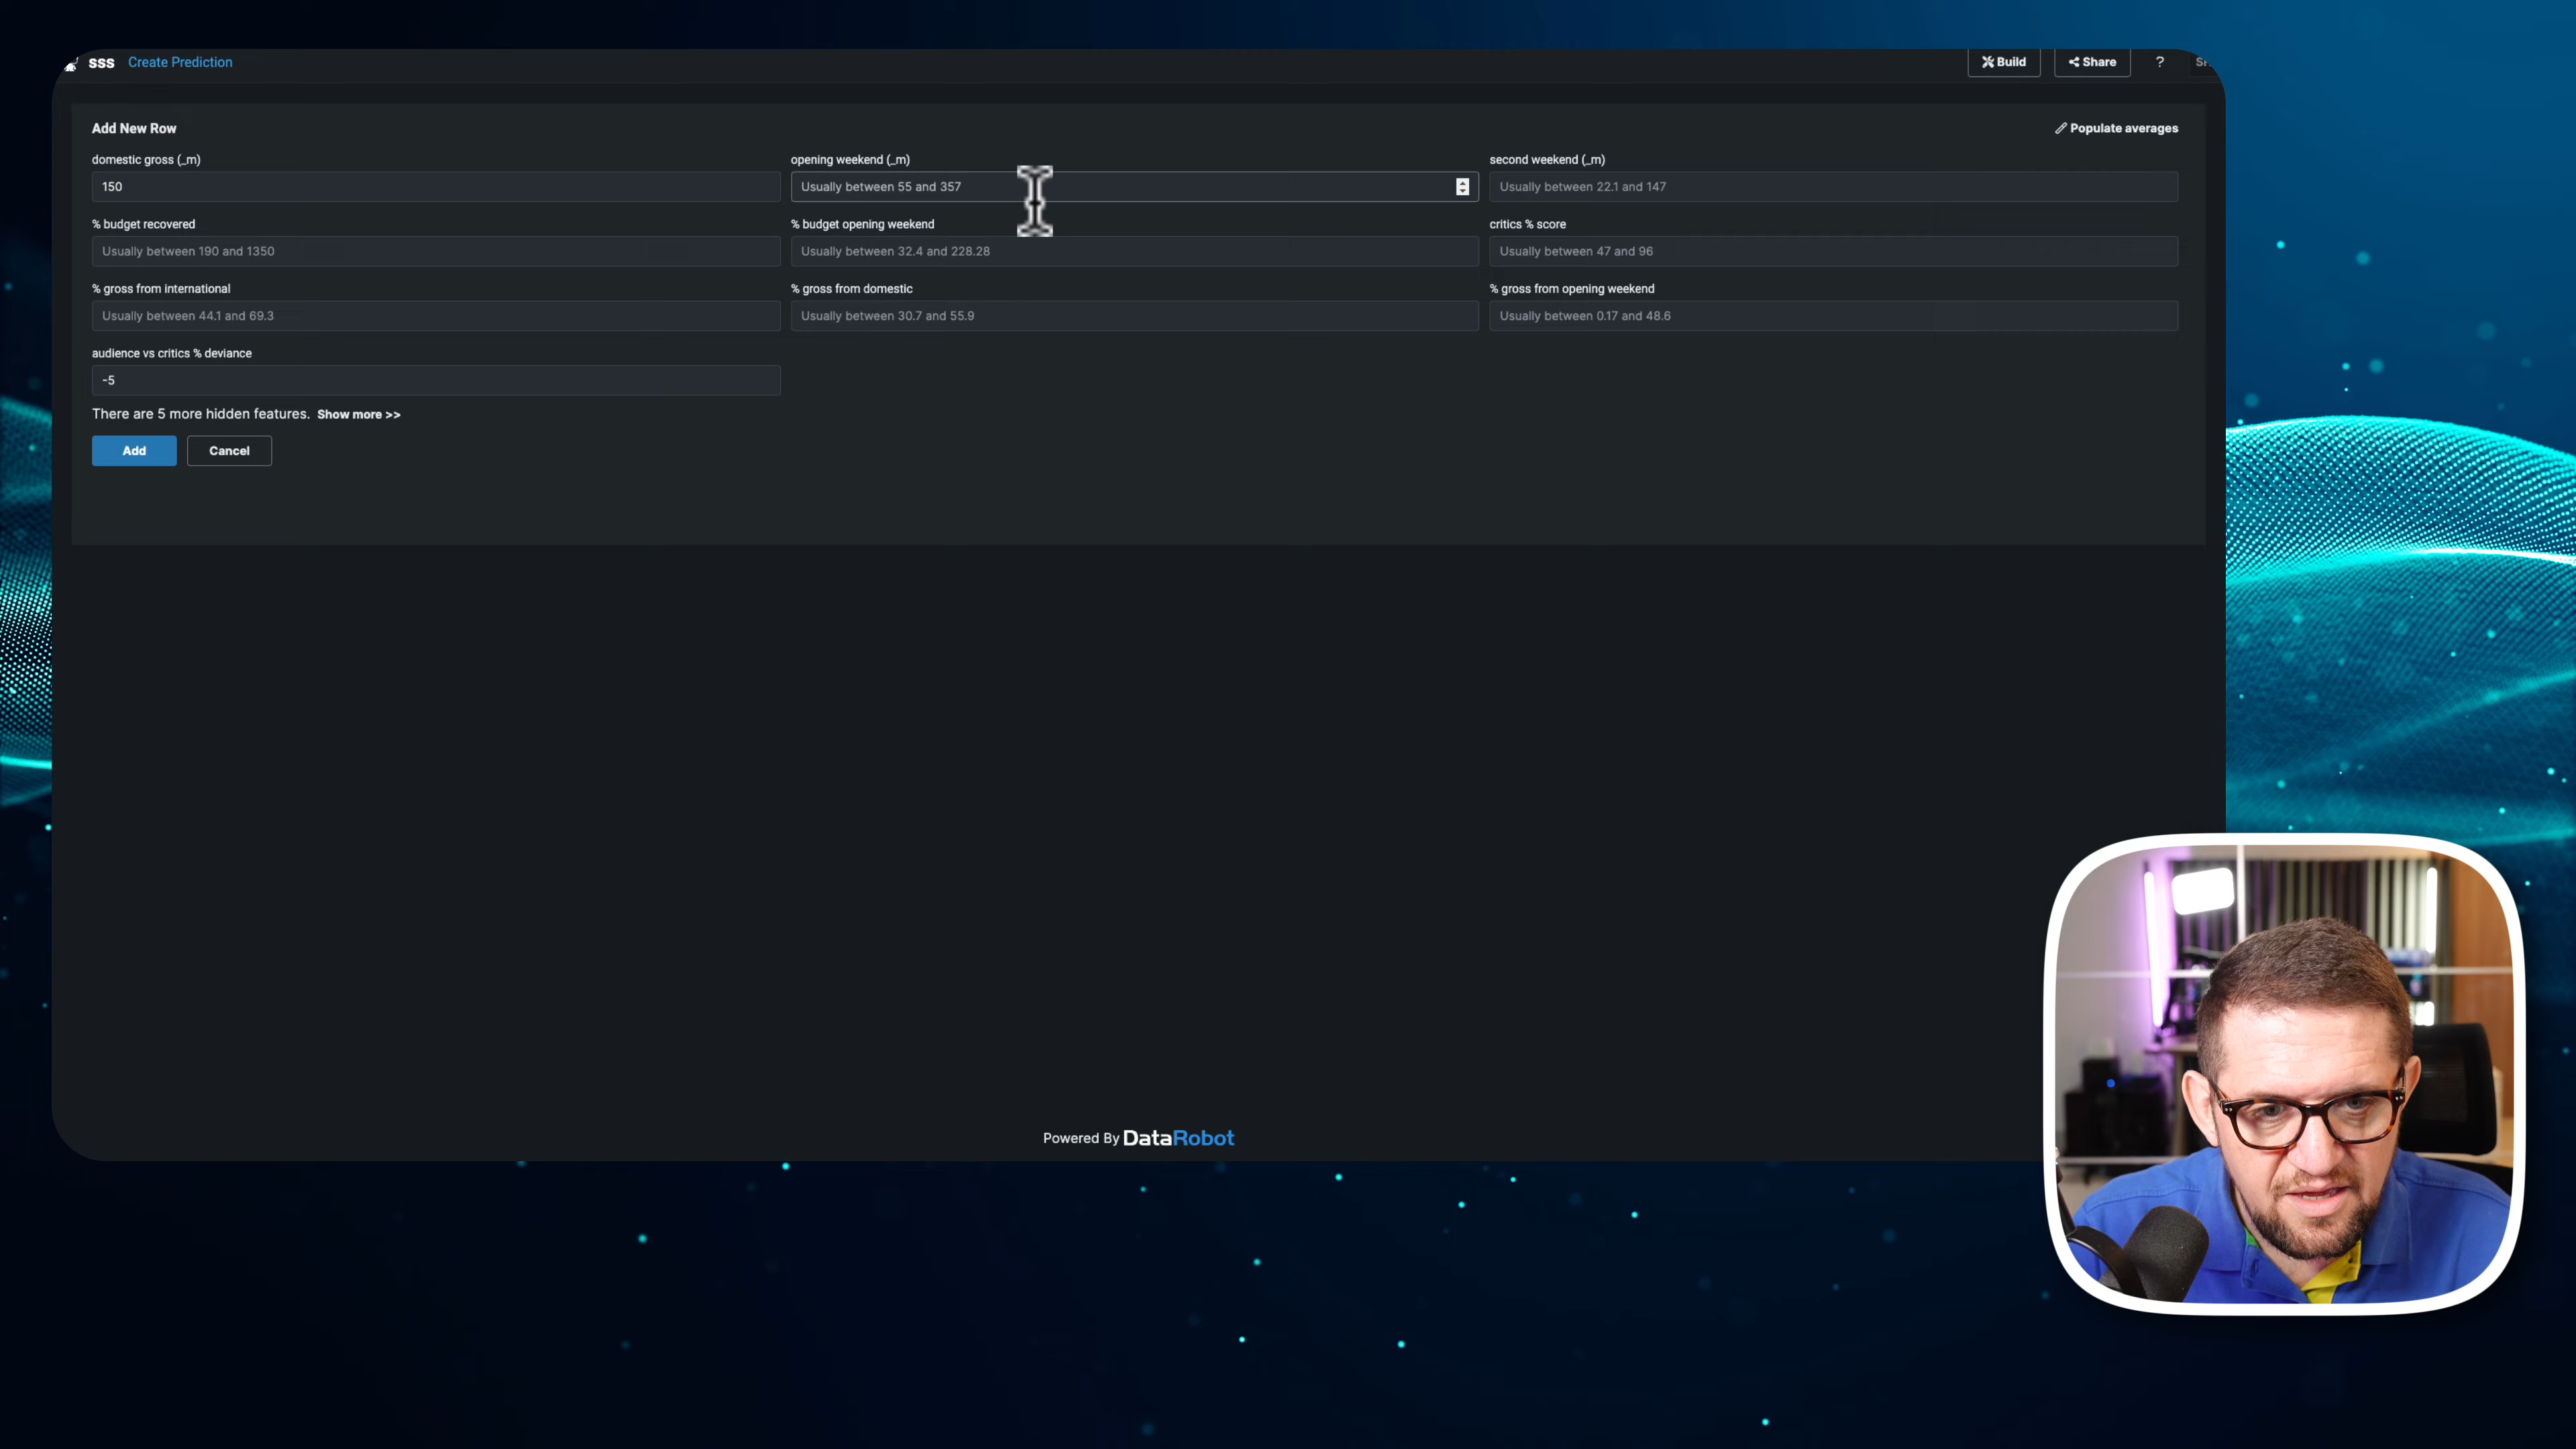 sss Create Prediction Build Share ?
Add New Row Populate averages
domestic gross (_m) opening weekend (_m) second weekend (_m)
150 Usually between 55 and 357 Usually between 22.1 and 147
% budget recovered % budget opening weekend critics % score
Usually between 190 and 1350 Usually between 32.4 and 228.28 Usually between 47 and 96
% gross from international % gross from domestic % gross from opening weekend
Usually between 44.1 and 69.3 Usually between 30.7 and 55.9 Usually between 0.17 and 48.6
audience vs critics % deviance
-5
There are 5 more hidden features. Show more >>
Add Cancel
Powered By DataRobot